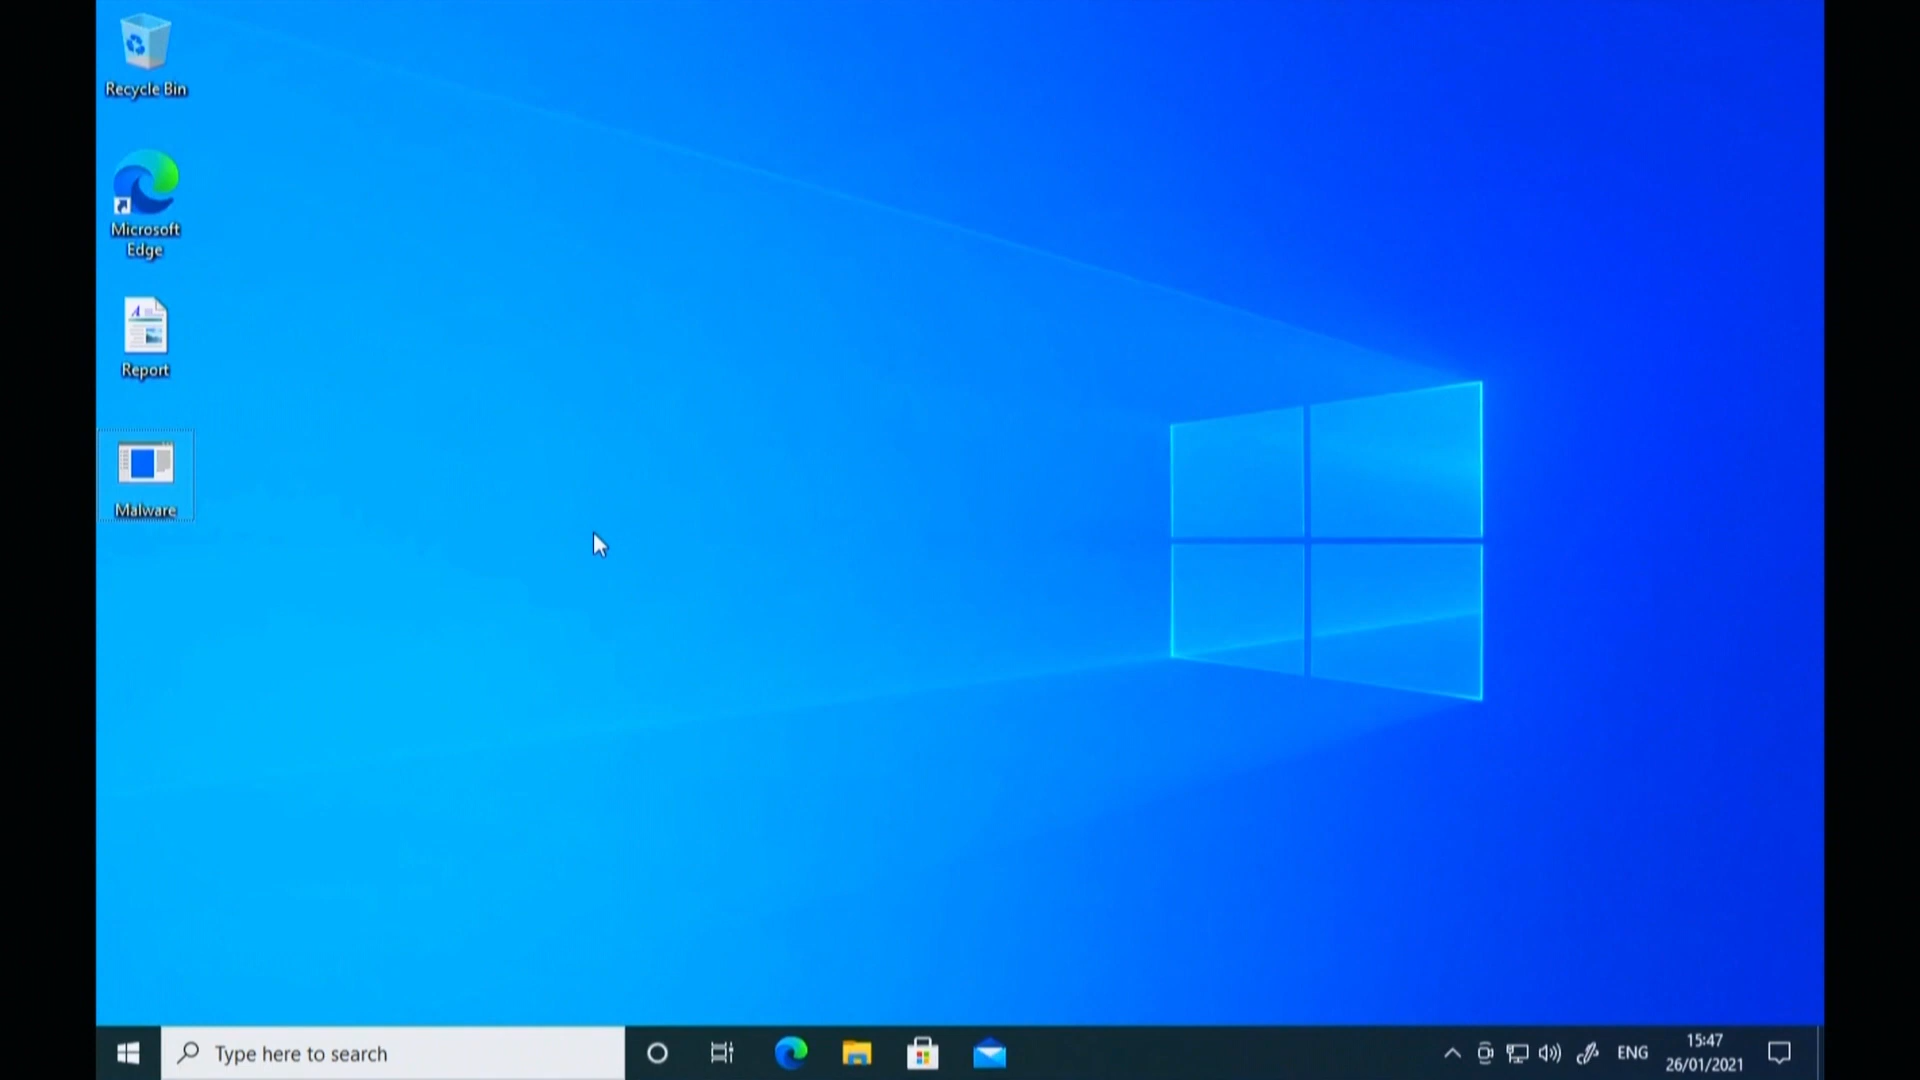 Recycle Bin
Microsoft
Edge
Report
Malware
Type here to search
ENG
15:47
26/01/2021